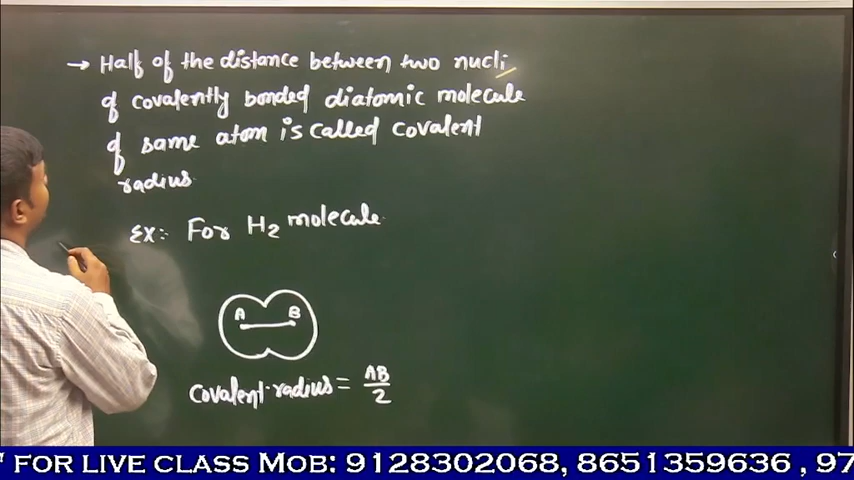 → Half of the distance between two nucli
of covalently bonded diatomic molecule
of same atom is called covalent
radius.
Ex:- For H2 molecule.
A B
covalent radius = AB/2
FOR LIVE CLASS MOB: 9128302068, 8651359636 , 97